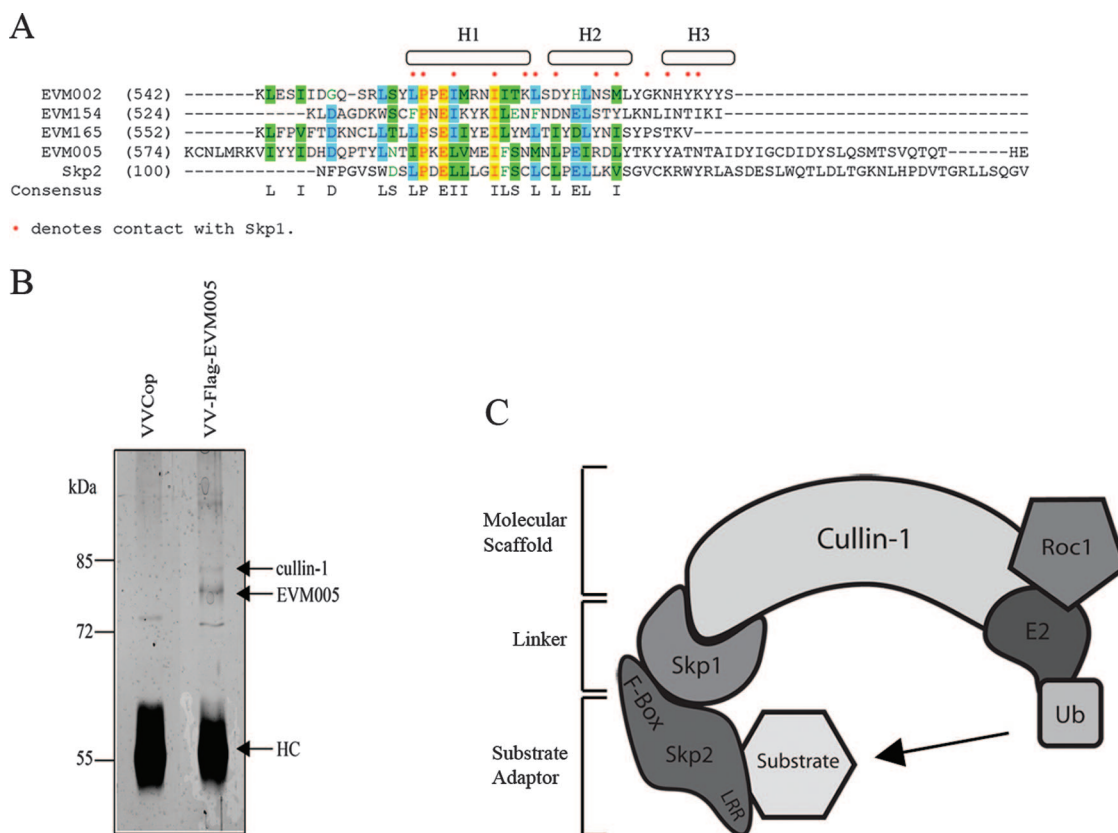 A
H1 H2 H3
EVM002 (542) -------KLESIIDGQ-SRLSYLPPEIMRNIITKLSDYHLNSMLYGKNHYKYYS----------------------------
EVM154 (524) ------------KLDAGDKWSCFPNEIKYKILENFNDNELSTYLKNLINTIKI-----------------------------
EVM165 (552) -------KLFPVFTDKNCLLTLLPSEIIYEILYMLTIYDLYNISYPSTKV--------------------------------
EVM005 (574) KCNLMRKVIYYIDHDQPTYLNTIPKELVMEIFSNMNLPEIRDLYTKYYATNTAIDYIGCDIDYSLQSMTSVQTQT-----HE
Skp2 (100) -------------NFPGVSWDSLPDELLLGIFSCLCLPELLKVSGVCKRWYRLASDESLWQTLDLTGKNLHPDVTGRLLSQGV
Consensus L I D LS LP EII ILS L L EL I
* denotes contact with Skp1.
B
VVCop
VV-Flag-EVM005
kDa
85
72
55
cullin-1
EVM005
HC
C
Molecular
Scaffold
Linker
Substrate
Adaptor
Cullin-1
Roc1
E2
Ub
Skp1
F-Box
Skp2
LRR
Substrate